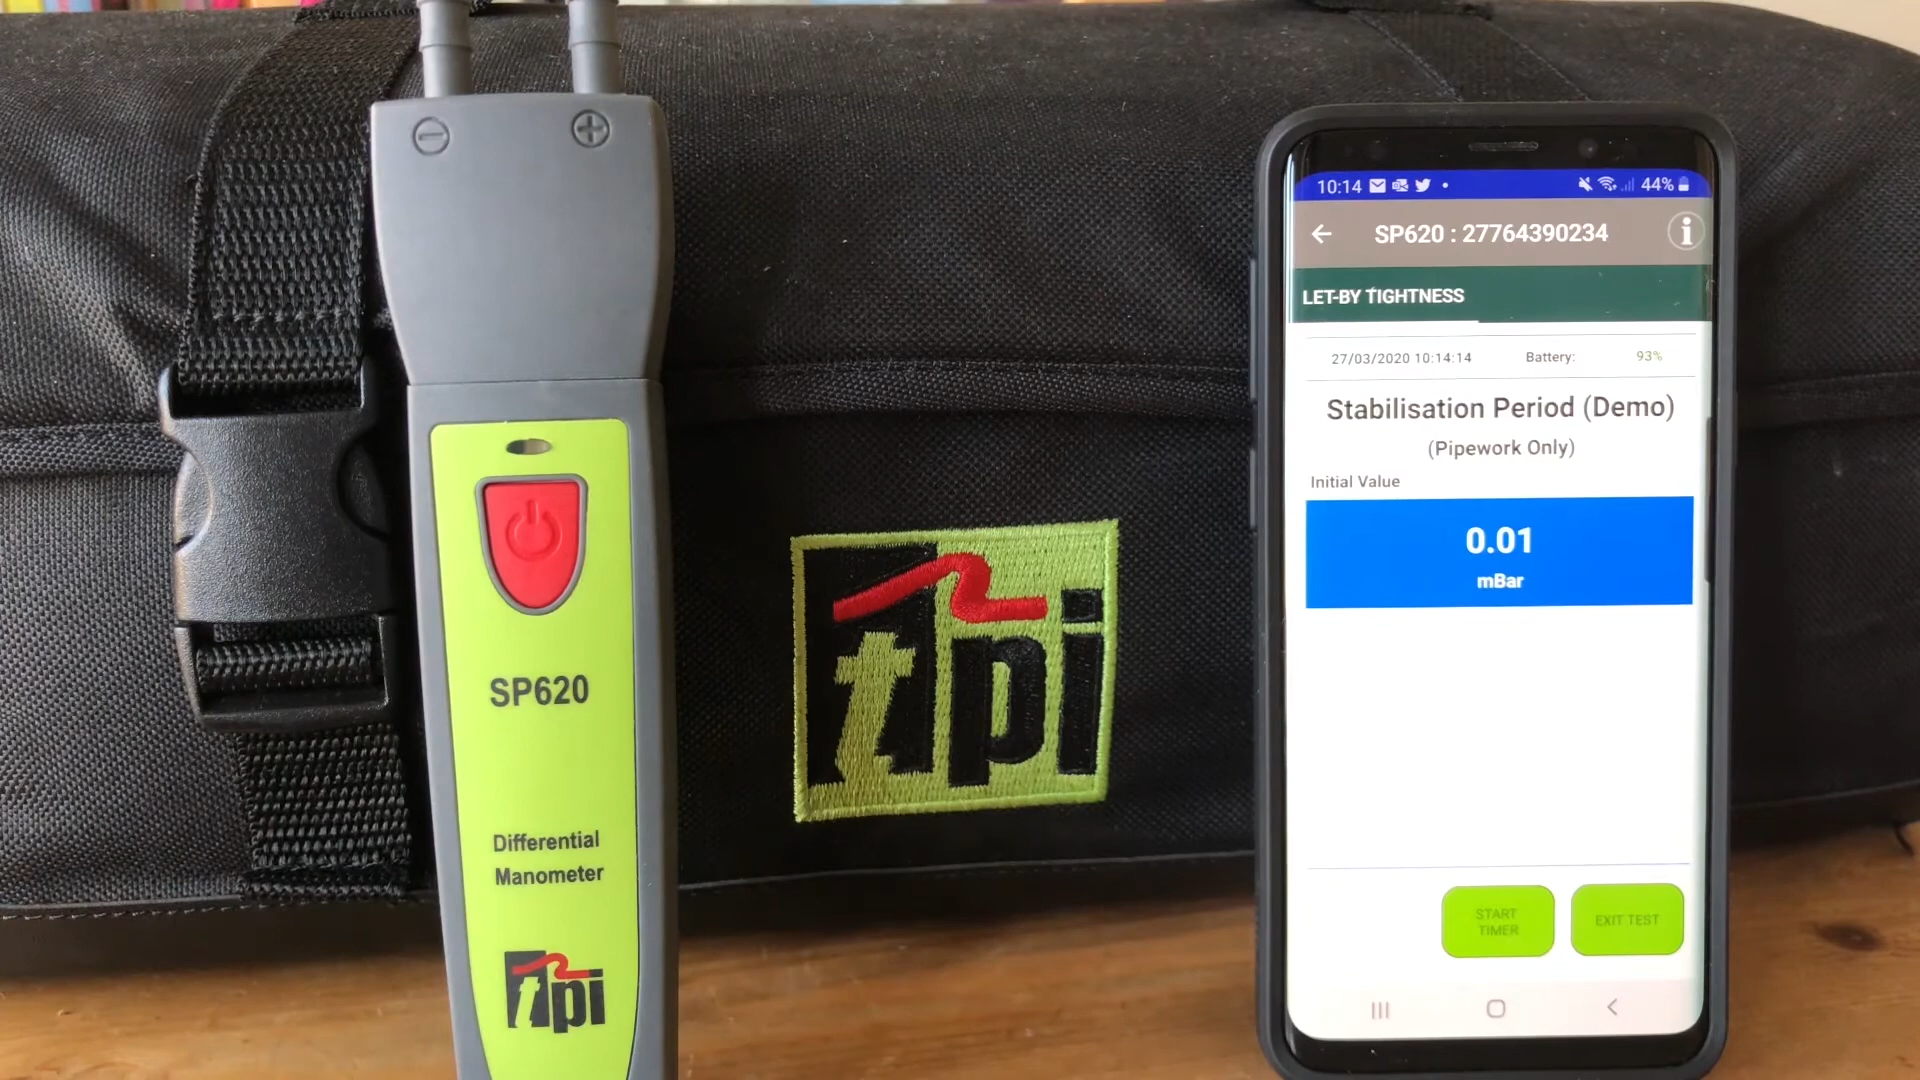 SP620
Differential
Manometer
tpi
tpi
10:14
44%
SP620 : 27764390234
LET-BY TIGHTNESS
27/03/2020 10:14:14 Battery: 93%
Stabilisation Period (Demo)
(Pipework Only)
Initial Value
0.01
mBar
START
TIMER
EXIT TEST